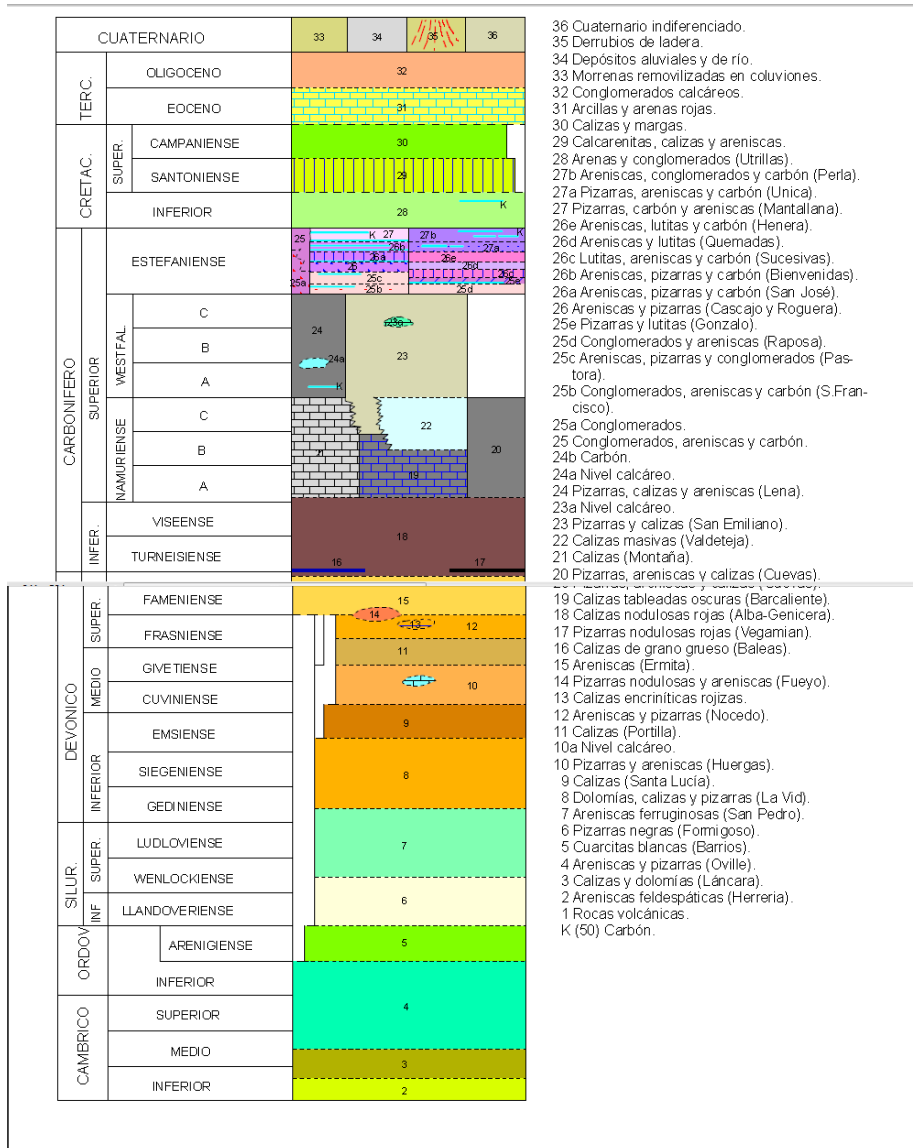 CUATERNARIO
33
34
35
36
TERC.
OLIGOCENO
32
EOCENO
31
CRETAC.
SUPER.
CAMPANIENSE
30
SANTONIENSE
29
INFERIOR
K
28
CARBONIFERO
SUPERIOR
ESTEFANIENSE
25
K
27
27b
K
26b
27a
26a
26e
25
26d
25c
26d
25a
25b
25d
25e
WESTFAL
C
24
B
24a
23
A
K
NAMURIENSE
C
22
B
21
20
19
A
INFER.
VISEENSE
18
TURNEISIENSE
16
17
DEVONICO
SUPER.
FAMENIENSE
15
14
FRASNIENSE
13
12
MEDIO
11
GIVETIENSE
10
CUVINIENSE
INFERIOR
EMSIENSE
9
SIEGENIENSE
8
GEDINIENSE
SILUR.
SUPER.
LUDLOVIENSE
7
WENLOCKIENSE
INF
LLANDOVERIENSE
6
ORDOV
ARENIGIENSE
5
INFERIOR
CAMBRICO
SUPERIOR
4
MEDIO
3
INFERIOR
2
36 Cuaternario indiferenciado.
35 Derrubios de ladera.
34 Depósitos aluviales y de río.
33 Morrenas removilizadas en coluviones.
32 Conglomerados calcáreos.
31 Arcillas y arenas rojas.
30 Calizas y margas.
29 Calcarenitas, calizas y areniscas.
28 Arenas y conglomerados (Utrillas).
27b Areniscas, conglomerados y carbón (Perla).
27a Pizarras, areniscas y carbón (Unica).
27 Pizarras, carbón y areniscas (Mantallana).
26e Areniscas, lutitas y carbón (Henera).
26d Areniscas y lutitas (Quemadas).
26c Lutitas, areniscas y carbón (Sucesivas).
26b Areniscas, pizarras y carbón (Bienvenidas).
26a Areniscas, pizarras y carbón (San José).
26 Areniscas y pizarras (Cascajo y Roguera).
25e Pizarras y lutitas (Gonzalo).
25d Conglomerados y areniscas (Raposa).
25c Areniscas, pizarras y conglomerados (Pas-
tora).
25b Conglomerados, areniscas y carbón (S.Fran-
cisco).
25a Conglomerados.
25 Conglomerados, areniscas y carbón.
24b Carbón.
24a Nivel calcáreo.
24 Pizarras, calizas y areniscas (Lena).
23a Nivel calcáreo.
23 Pizarras y calizas (San Emiliano).
22 Calizas masivas (Valdeteja).
21 Calizas (Montaña).
20 Pizarras, areniscas y calizas (Cuevas).
19 Calizas tableadas oscuras (Barcaliente).
18 Calizas nodulosas rojas (Alba-Genicera).
17 Pizarras nodulosas rojas (Vegamian).
16 Calizas de grano grueso (Baleas).
15 Areniscas (Ermita).
14 Pizarras nodulosas y areniscas (Fueyo).
13 Calizas encriníticas rojizas.
12 Areniscas y pizarras (Nocedo).
11 Calizas (Portilla).
10a Nivel calcáreo.
10 Pizarras y areniscas (Huergas).
9 Calizas (Santa Lucía).
8 Dolomías, calizas y pizarras (La Vid).
7 Areniscas ferruginosas (San Pedro).
6 Pizarras negras (Formigoso).
5 Cuarcitas blancas (Barrios).
4 Areniscas y pizarras (Oville).
3 Calizas y dolomías (Láncara).
2 Areniscas feldespáticas (Herreria).
1 Rocas volcánicas.
K (50) Carbón.